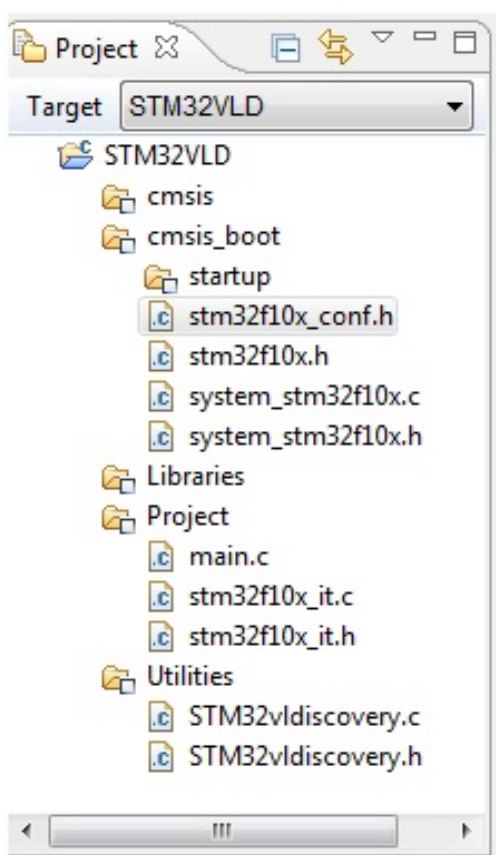 Project
Target STM32VLD
STM32VLD
cmsis
cmsis_boot
startup
stm32f10x_conf.h
stm32f10x.h
system_stm32f10x.c
system_stm32f10x.h
Libraries
Project
main.c
stm32f10x_it.c
stm32f10x_it.h
Utilities
STM32vldiscovery.c
STM32vldiscovery.h